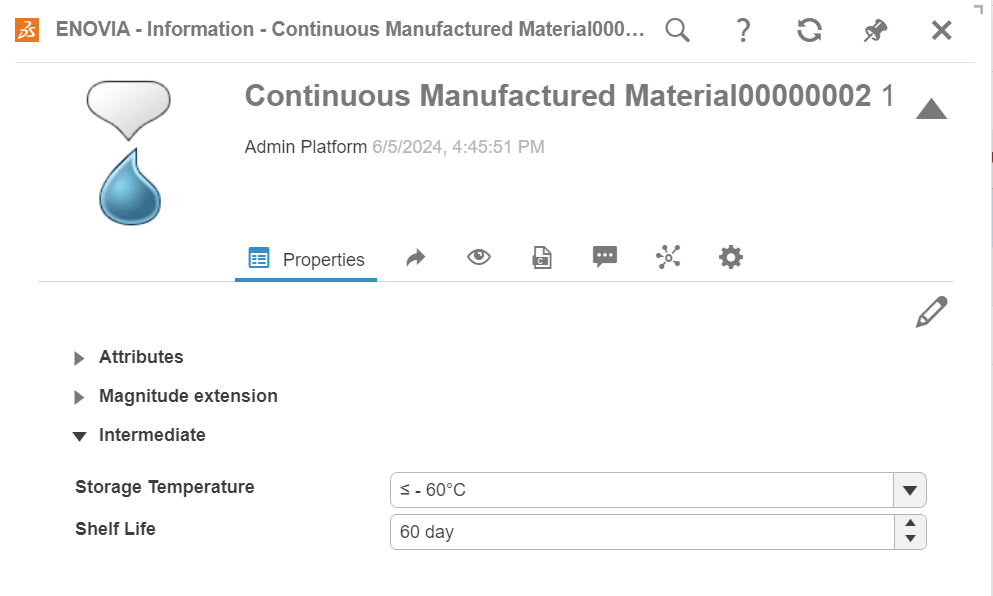 ENOVIA - Information - Continuous Manufactured Material000...
Continuous Manufactured Material00000002 1
Admin Platform 6/5/2024, 4:45:51 PM
Properties
Attributes
Magnitude extension
Intermediate
Storage Temperature ≤ - 60°C
Shelf Life 60 day